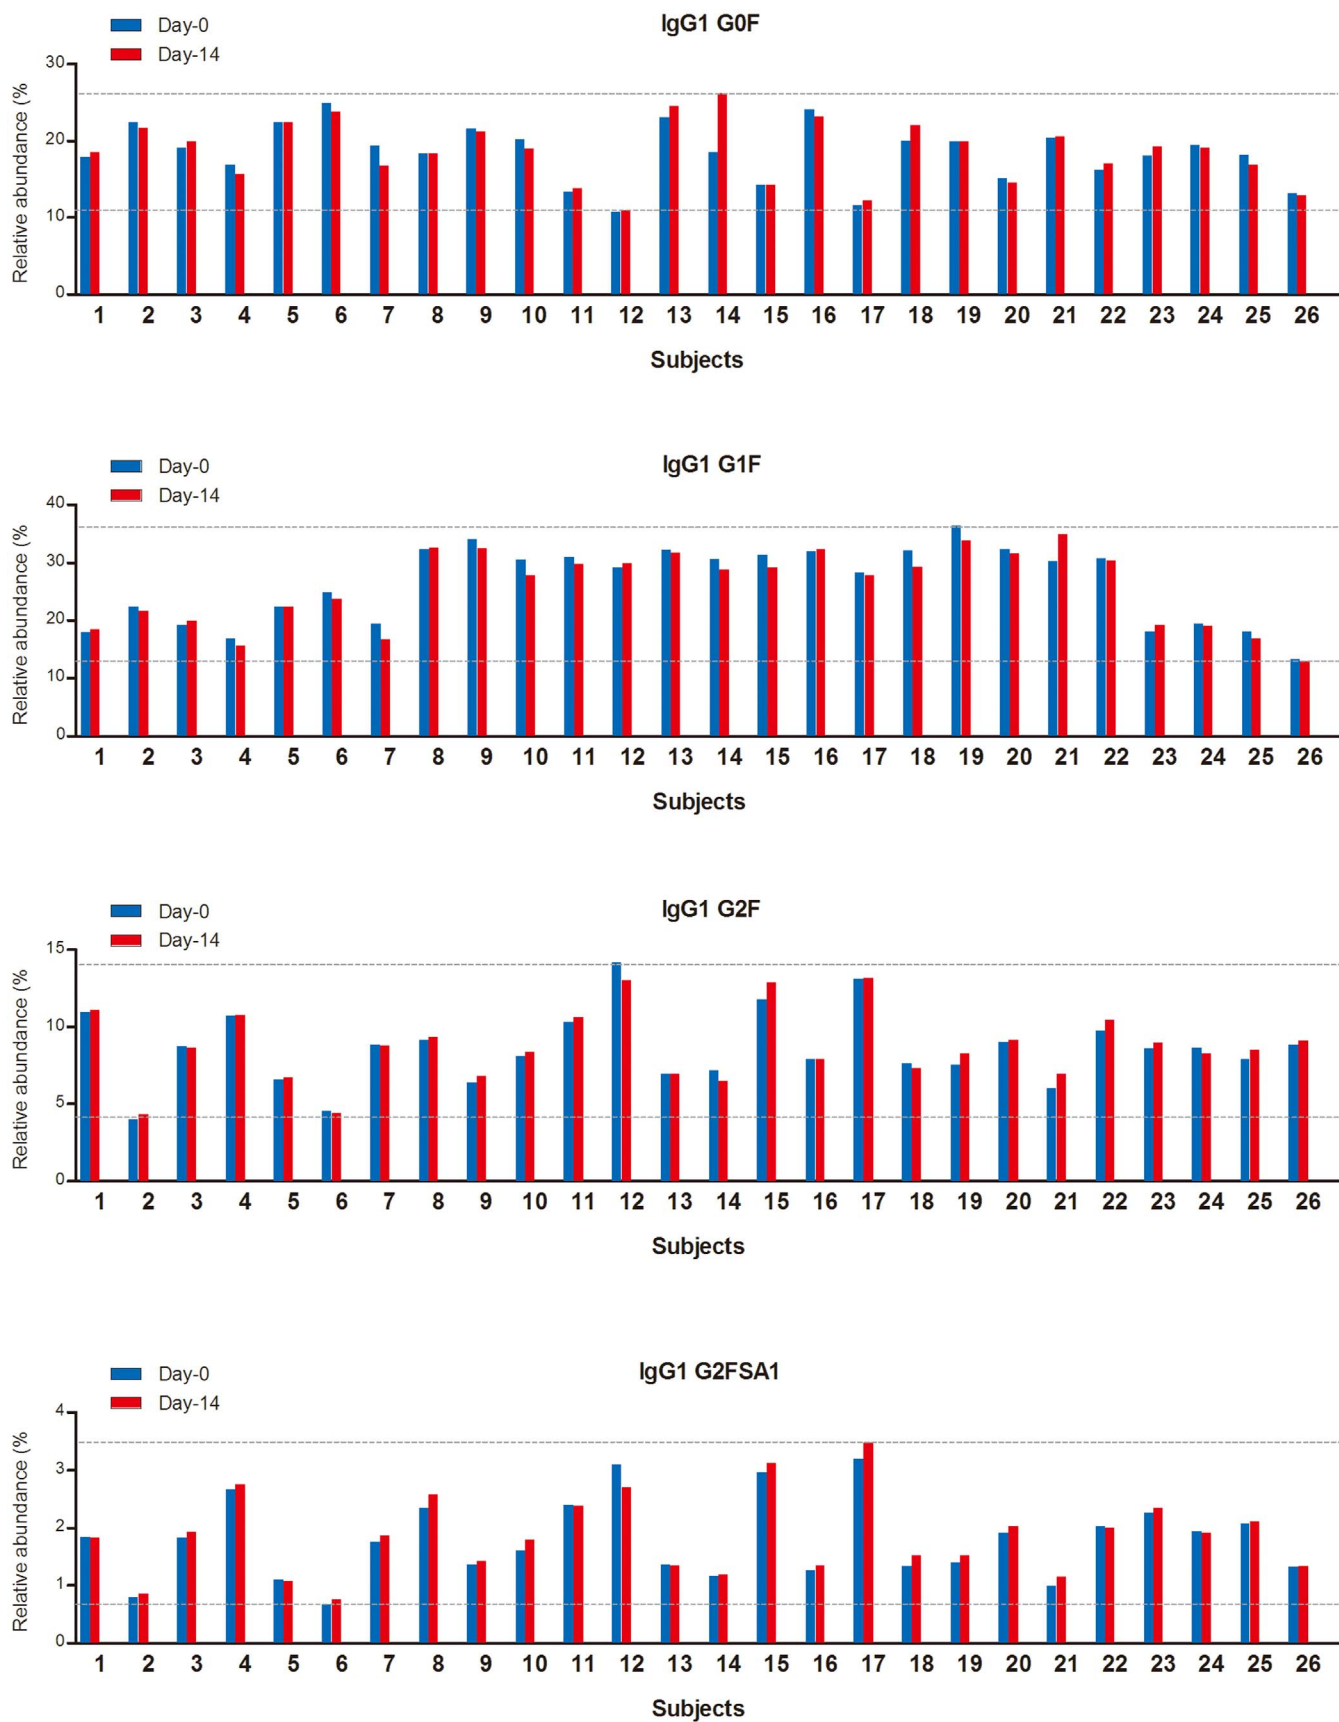 Day-0
Day-14
IgG1 G0F
Relative abundance (%
30
20
10
0
1 2 3 4 5 6 7 8 9 10 11 12 13 14 15 16 17 18 19 20 21 22 23 24 25 26
Subjects
Day-0
Day-14
IgG1 G1F
Relative abundance (%
40
30
20
10
0
1 2 3 4 5 6 7 8 9 10 11 12 13 14 15 16 17 18 19 20 21 22 23 24 25 26
Subjects
Day-0
Day-14
IgG1 G2F
Relative abundance (%
15
10
5
0
1 2 3 4 5 6 7 8 9 10 11 12 13 14 15 16 17 18 19 20 21 22 23 24 25 26
Subjects
Day-0
Day-14
IgG1 G2FSA1
Relative abundance (%
4
3
2
1
0
1 2 3 4 5 6 7 8 9 10 11 12 13 14 15 16 17 18 19 20 21 22 23 24 25 26
Subjects